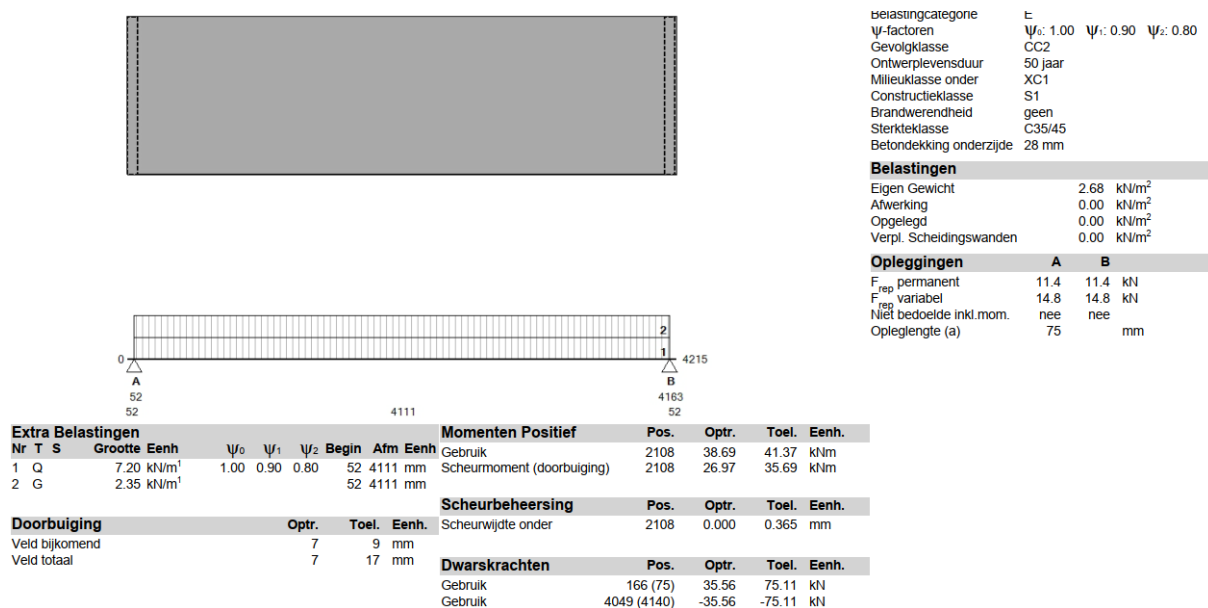 Belastingcategorie E
Ψ-factoren Ψ₀: 1.00 Ψ₁: 0.90 Ψ₂: 0.80
Gevolgklasse CC2
Ontwerplevensduur 50 jaar
Milieuklasse onder XC1
Constructieklasse S1
Brandwerendheid geen
Sterkteklasse C35/45
Betondekking onderzijde 28 mm
Belastingen
Eigen Gewicht 2.68 kN/m²
Afwerking 0.00 kN/m²
Opgelegd 0.00 kN/m²
Verpl. Scheidingswanden 0.00 kN/m²
Opleggingen A B
F_rep permanent 11.4 11.4 kN
F_rep variabel 14.8 14.8 kN
Niet bedoelde inkl.mom. nee nee
Opleglengte (a) 75 mm
2
1
0 4215
A B
52 4163
52 4111 52
Extra Belastingen
Nr T S Grootte Eenh Ψ₀ Ψ₁ Ψ₂ Begin Afm Eenh
1 Q 7.20 kN/m¹ 1.00 0.90 0.80 52 4111 mm
2 G 2.35 kN/m¹ 52 4111 mm
Doorbuiging Optr. Toel. Eenh.
Veld bijkomend 7 9 mm
Veld totaal 7 17 mm
Momenten Positief Pos. Optr. Toel. Eenh.
Gebruik 2108 38.69 41.37 kNm
Scheurmoment (doorbuiging) 2108 26.97 35.69 kNm
Scheurbeheersing Pos. Optr. Toel. Eenh.
Scheurwijdte onder 2108 0.000 0.365 mm
Dwarskrachten Pos. Optr. Toel. Eenh.
Gebruik 166 (75) 35.56 75.11 kN
Gebruik 4049 (4140) -35.56 -75.11 kN